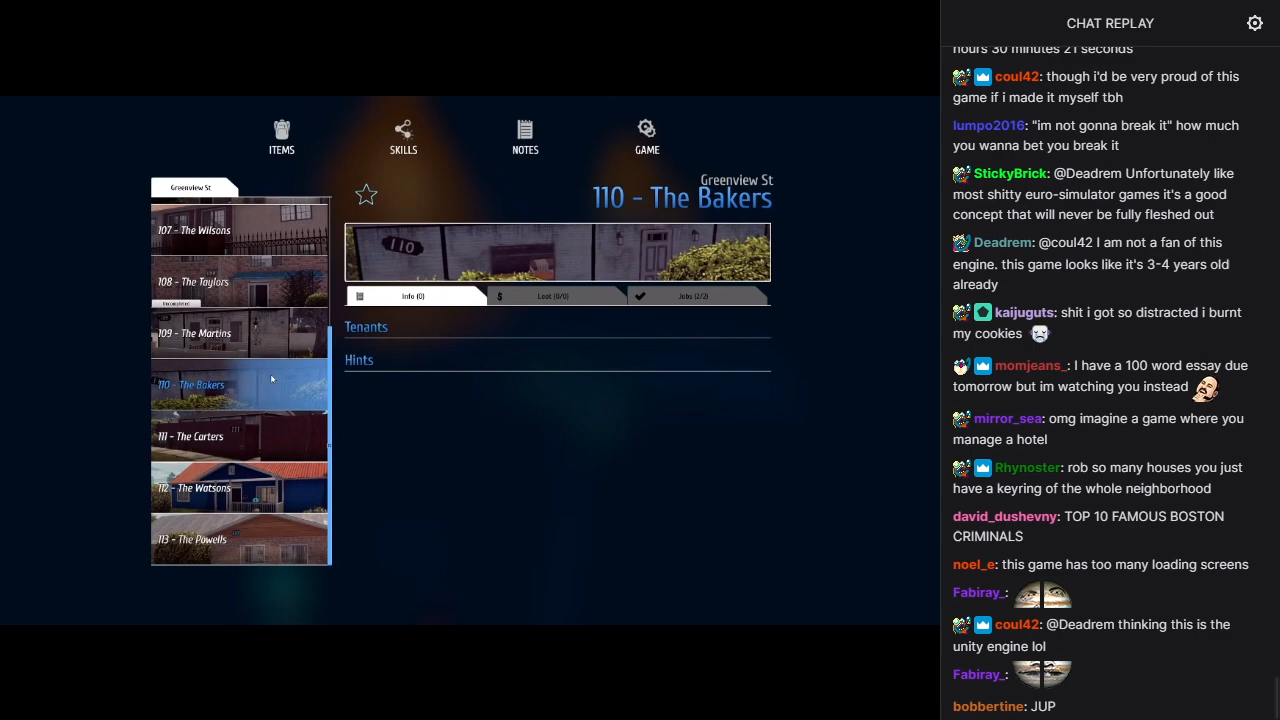 ITEMS
SKILLS
NOTES
GAME
Greenview St
107 - The Wilsons
108 - The Taylors
Uncompleted
109 - The Martins
110 - The Bakers
111 - The Carters
112 - The Watsons
113 - The Powells
Greenview St
110 - The Bakers
110
Info (0)
$
Loot (0/0)
Jobs (2/2)
Tenants
Hints
CHAT REPLAY
hours 30 minutes 21 seconds
coul42: though i'd be very proud of this
game if i made it myself tbh
lumpo2016: "im not gonna break it" how much
you wanna bet you break it
StickyBrick: @Deadrem Unfortunately like
most shitty euro-simulator games it's a good
concept that will never be fully fleshed out
Deadrem: @coul42 I am not a fan of this
engine. this game looks like it's 3-4 years old
already
kaijuguts: shit i got so distracted i burnt
my cookies
momjeans_: I have a 100 word essay due
tomorrow but im watching you instead
mirror_sea: omg imagine a game where you
manage a hotel
Rhynoster: rob so many houses you just
have a keyring of the whole neighborhood
david_dushevny: TOP 10 FAMOUS BOSTON
CRIMINALS
noel_e: this game has too many loading screens
Fabiray_:
coul42: @Deadrem thinking this is the
unity engine lol
Fabiray_:
bobbertine: JUP